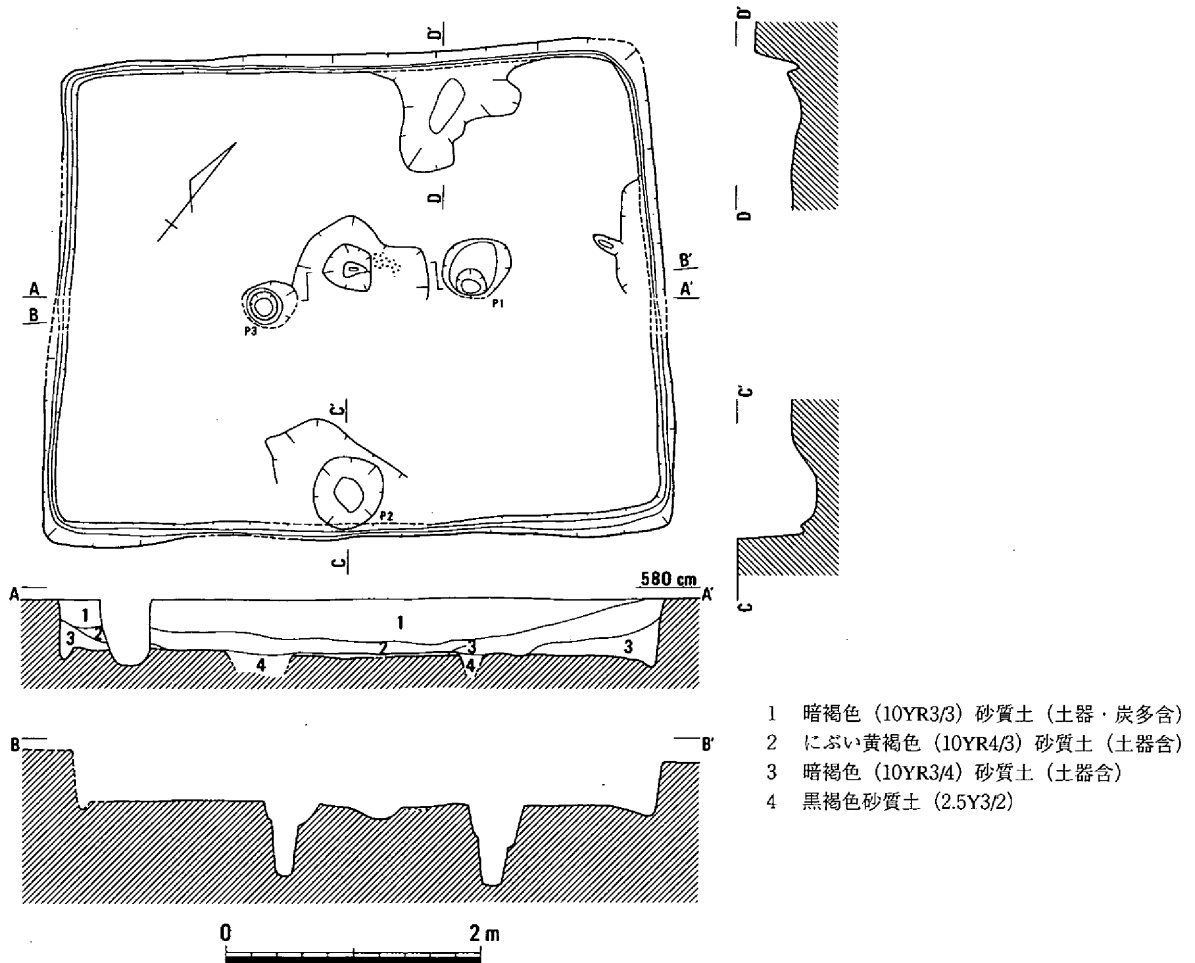 D'
D'
D
D
B'
A
A'
B
P1
P3
C'
C'
P2
C
C
580 cm
A
A'
1
1
2
3
2
3
3
4
4
B
B'
1 暗褐色(10YR3/3)砂質土(土器・炭多含)
2 にぶい黄褐色(10YR4/3)砂質土(土器含)
3 暗褐色(10YR3/4)砂質土(土器含)
4 黒褐色砂質土(2.5Y3/2)
0 2 m